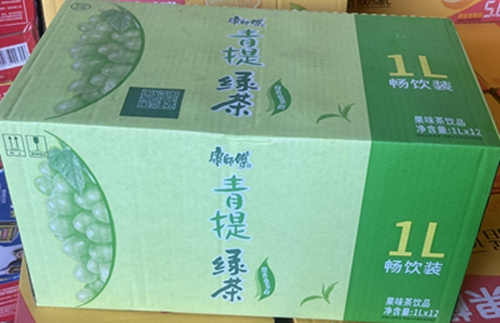 康师傅
青提
绿茶
1L
畅饮装
果味茶饮品
净含量:1Lx12
康师傅
青提
绿茶
1L
畅饮装
果味茶饮品
净含量:1Lx12